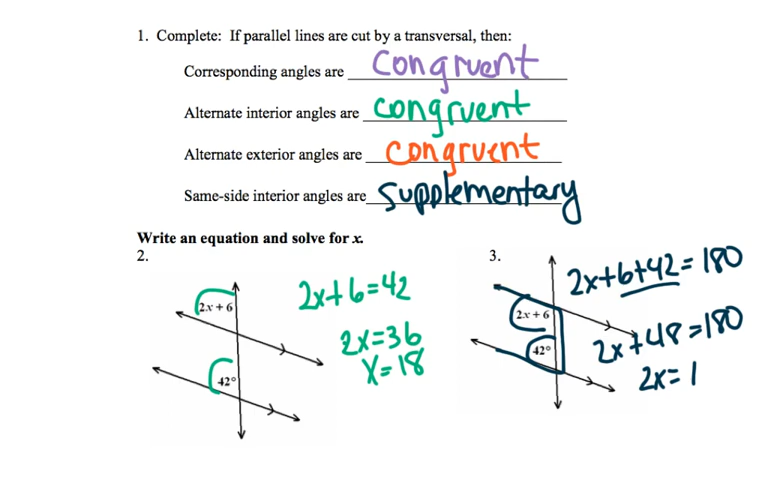 1. Complete: If parallel lines are cut by a transversal, then:
Corresponding angles are congruent
Alternate interior angles are congruent
Alternate exterior angles are congruent
Same-side interior angles are supplementary
Write an equation and solve for x.
2.
2x + 6
42°
2x+6=42
2x=36
x=18
3.
2x + 6
42°
2x+6+42=180
2x+48=180
2x=1